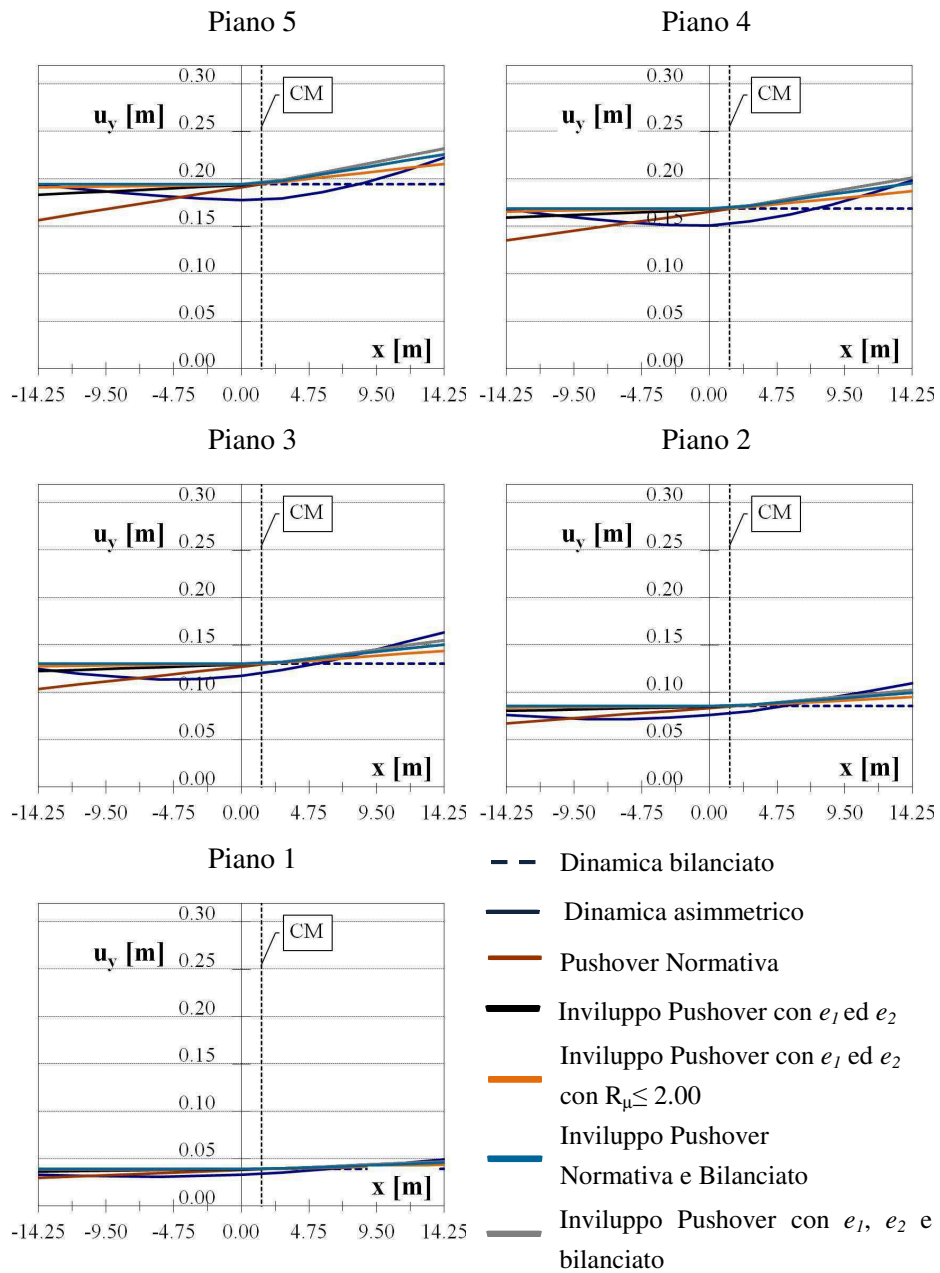 Piano 5
0.30
CM
u_y [m]
0.25
0.20
0.15
0.10
0.05
x [m]
0.00
-14.25 -9.50 -4.75 0.00 4.75 9.50 14.25
Piano 4
0.30
CM
u_y [m]
0.25
0.20
0.15
0.10
0.05
x [m]
0.00
-14.25 -9.50 -4.75 0.00 4.75 9.50 14.25
Piano 3
0.30
CM
u_y [m]
0.25
0.20
0.15
0.10
0.05
x [m]
0.00
-14.25 -9.50 -4.75 0.00 4.75 9.50 14.25
Piano 2
0.30
CM
u_y [m]
0.25
0.20
0.15
0.10
0.05
x [m]
0.00
-14.25 -9.50 -4.75 0.00 4.75 9.50 14.25
Piano 1
0.30
CM
u_y [m]
0.25
0.20
0.15
0.10
0.05
x [m]
0.00
-14.25 -9.50 -4.75 0.00 4.75 9.50 14.25
Dinamica bilanciato
Dinamica asimmetrico
Pushover Normativa
Inviluppo Pushover con e₁ ed e₂
Inviluppo Pushover con e₁ ed e₂
con R_μ≤ 2.00
Inviluppo Pushover
Normativa e Bilanciato
Inviluppo Pushover con e₁, e₂ e
bilanciato